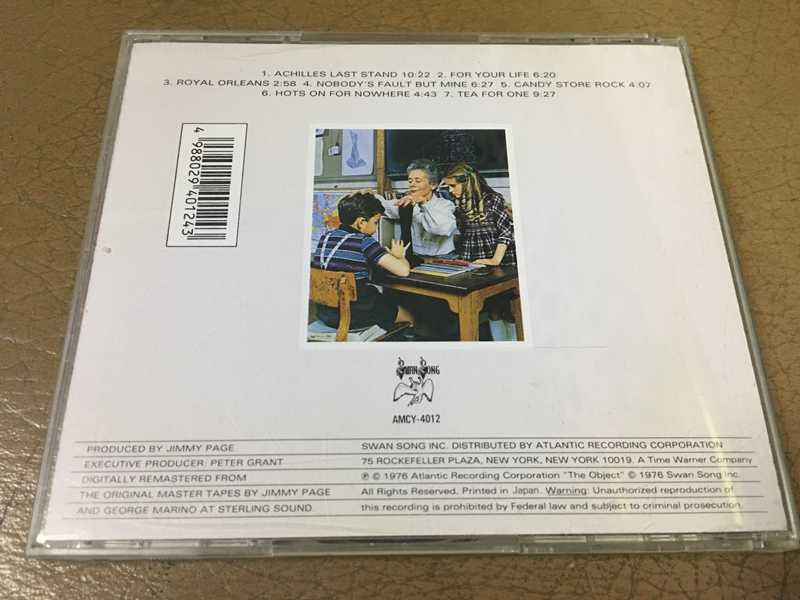 1. ACHILLES LAST STAND 10:22 2. FOR YOUR LIFE 6:20
3. ROYAL ORLEANS 2:58 4. NOBODY'S FAULT BUT MINE 6:27 5. CANDY STORE ROCK 4:07
6. HOTS ON FOR NOWHERE 4:43 7. TEA FOR ONE 9:27
4 988029 401243
SWAN SONG
AMCY-4012
PRODUCED BY JIMMY PAGE
EXECUTIVE PRODUCER: PETER GRANT
DIGITALLY REMASTERED FROM
THE ORIGINAL MASTER TAPES BY JIMMY PAGE
AND GEORGE MARINO AT STERLING SOUND.
SWAN SONG INC. DISTRIBUTED BY ATLANTIC RECORDING CORPORATION
75 ROCKEFELLER PLAZA, NEW YORK, NEW YORK 10019. A Time Warner Company
℗ © 1976 Atlantic Recording Corporation "The Object" © 1976 Swan Song Inc.
All Rights Reserved. Printed in Japan. Warning: Unauthorized reproduction of
this recording is prohibited by Federal law and subject to criminal prosecution.